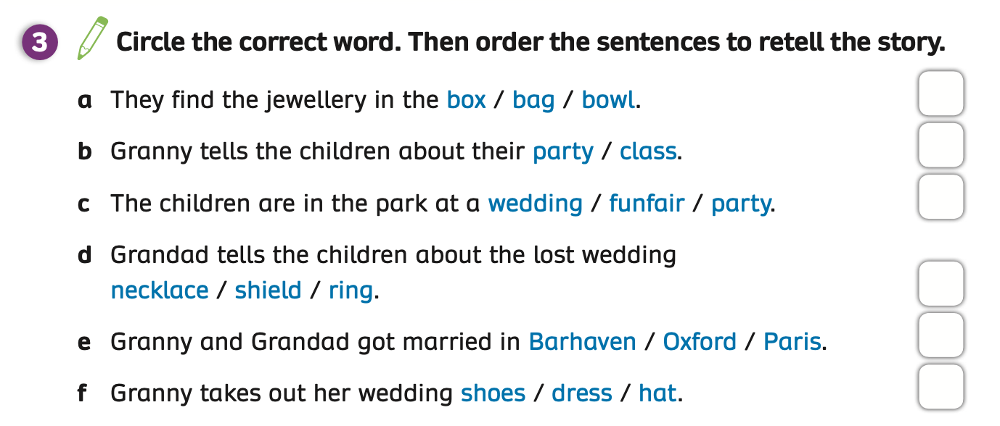 3 Circle the correct word. Then order the sentences to retell the story.
a They find the jewellery in the box / bag / bowl.
b Granny tells the children about their party / class.
c The children are in the park at a wedding / funfair / party.
d Grandad tells the children about the lost wedding
necklace / shield / ring.
e Granny and Grandad got married in Barhaven / Oxford / Paris.
f Granny takes out her wedding shoes / dress / hat.